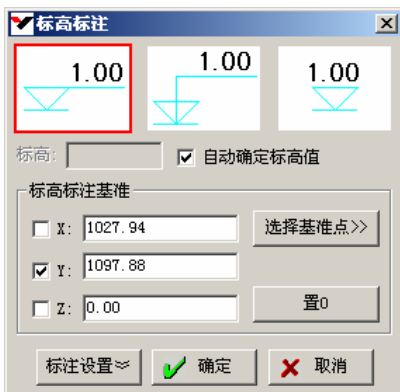 标高标注
1.00 1.00 1.00
标高: 自动确定标高值
标高标注基准
X: 1027.94 选择基准点>>
Y: 1097.88
Z: 0.00 置0
标注设置 确定 取消